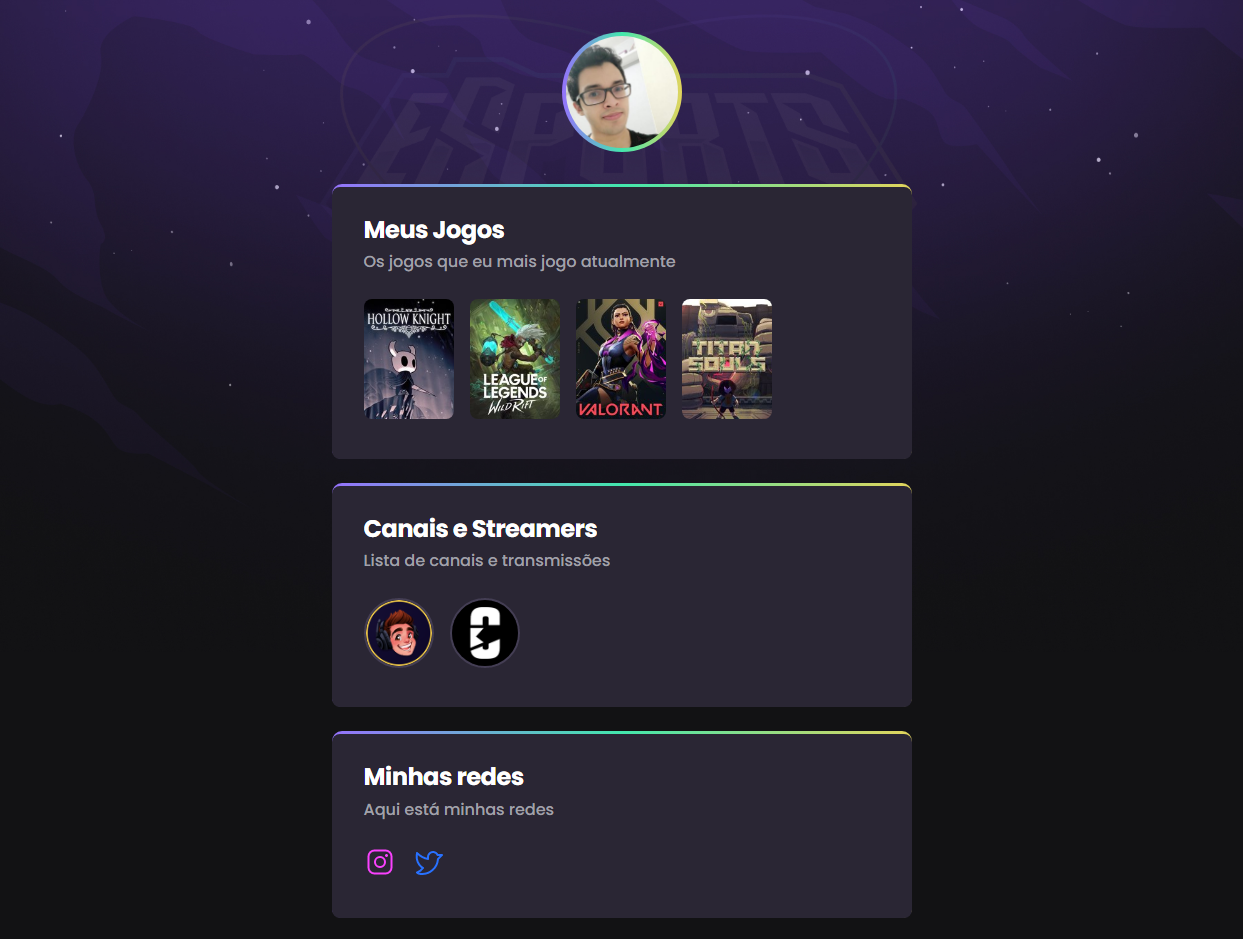 ESPORTS
Meus Jogos
Os jogos que eu mais jogo atualmente
HOLLOW KNIGHT
LEAGUE OF
LEGENDS
WILD RIFT
VALORANT
TITAN
SOULS
Canais e Streamers
Lista de canais e transmissões
Minhas redes
Aqui está minhas redes